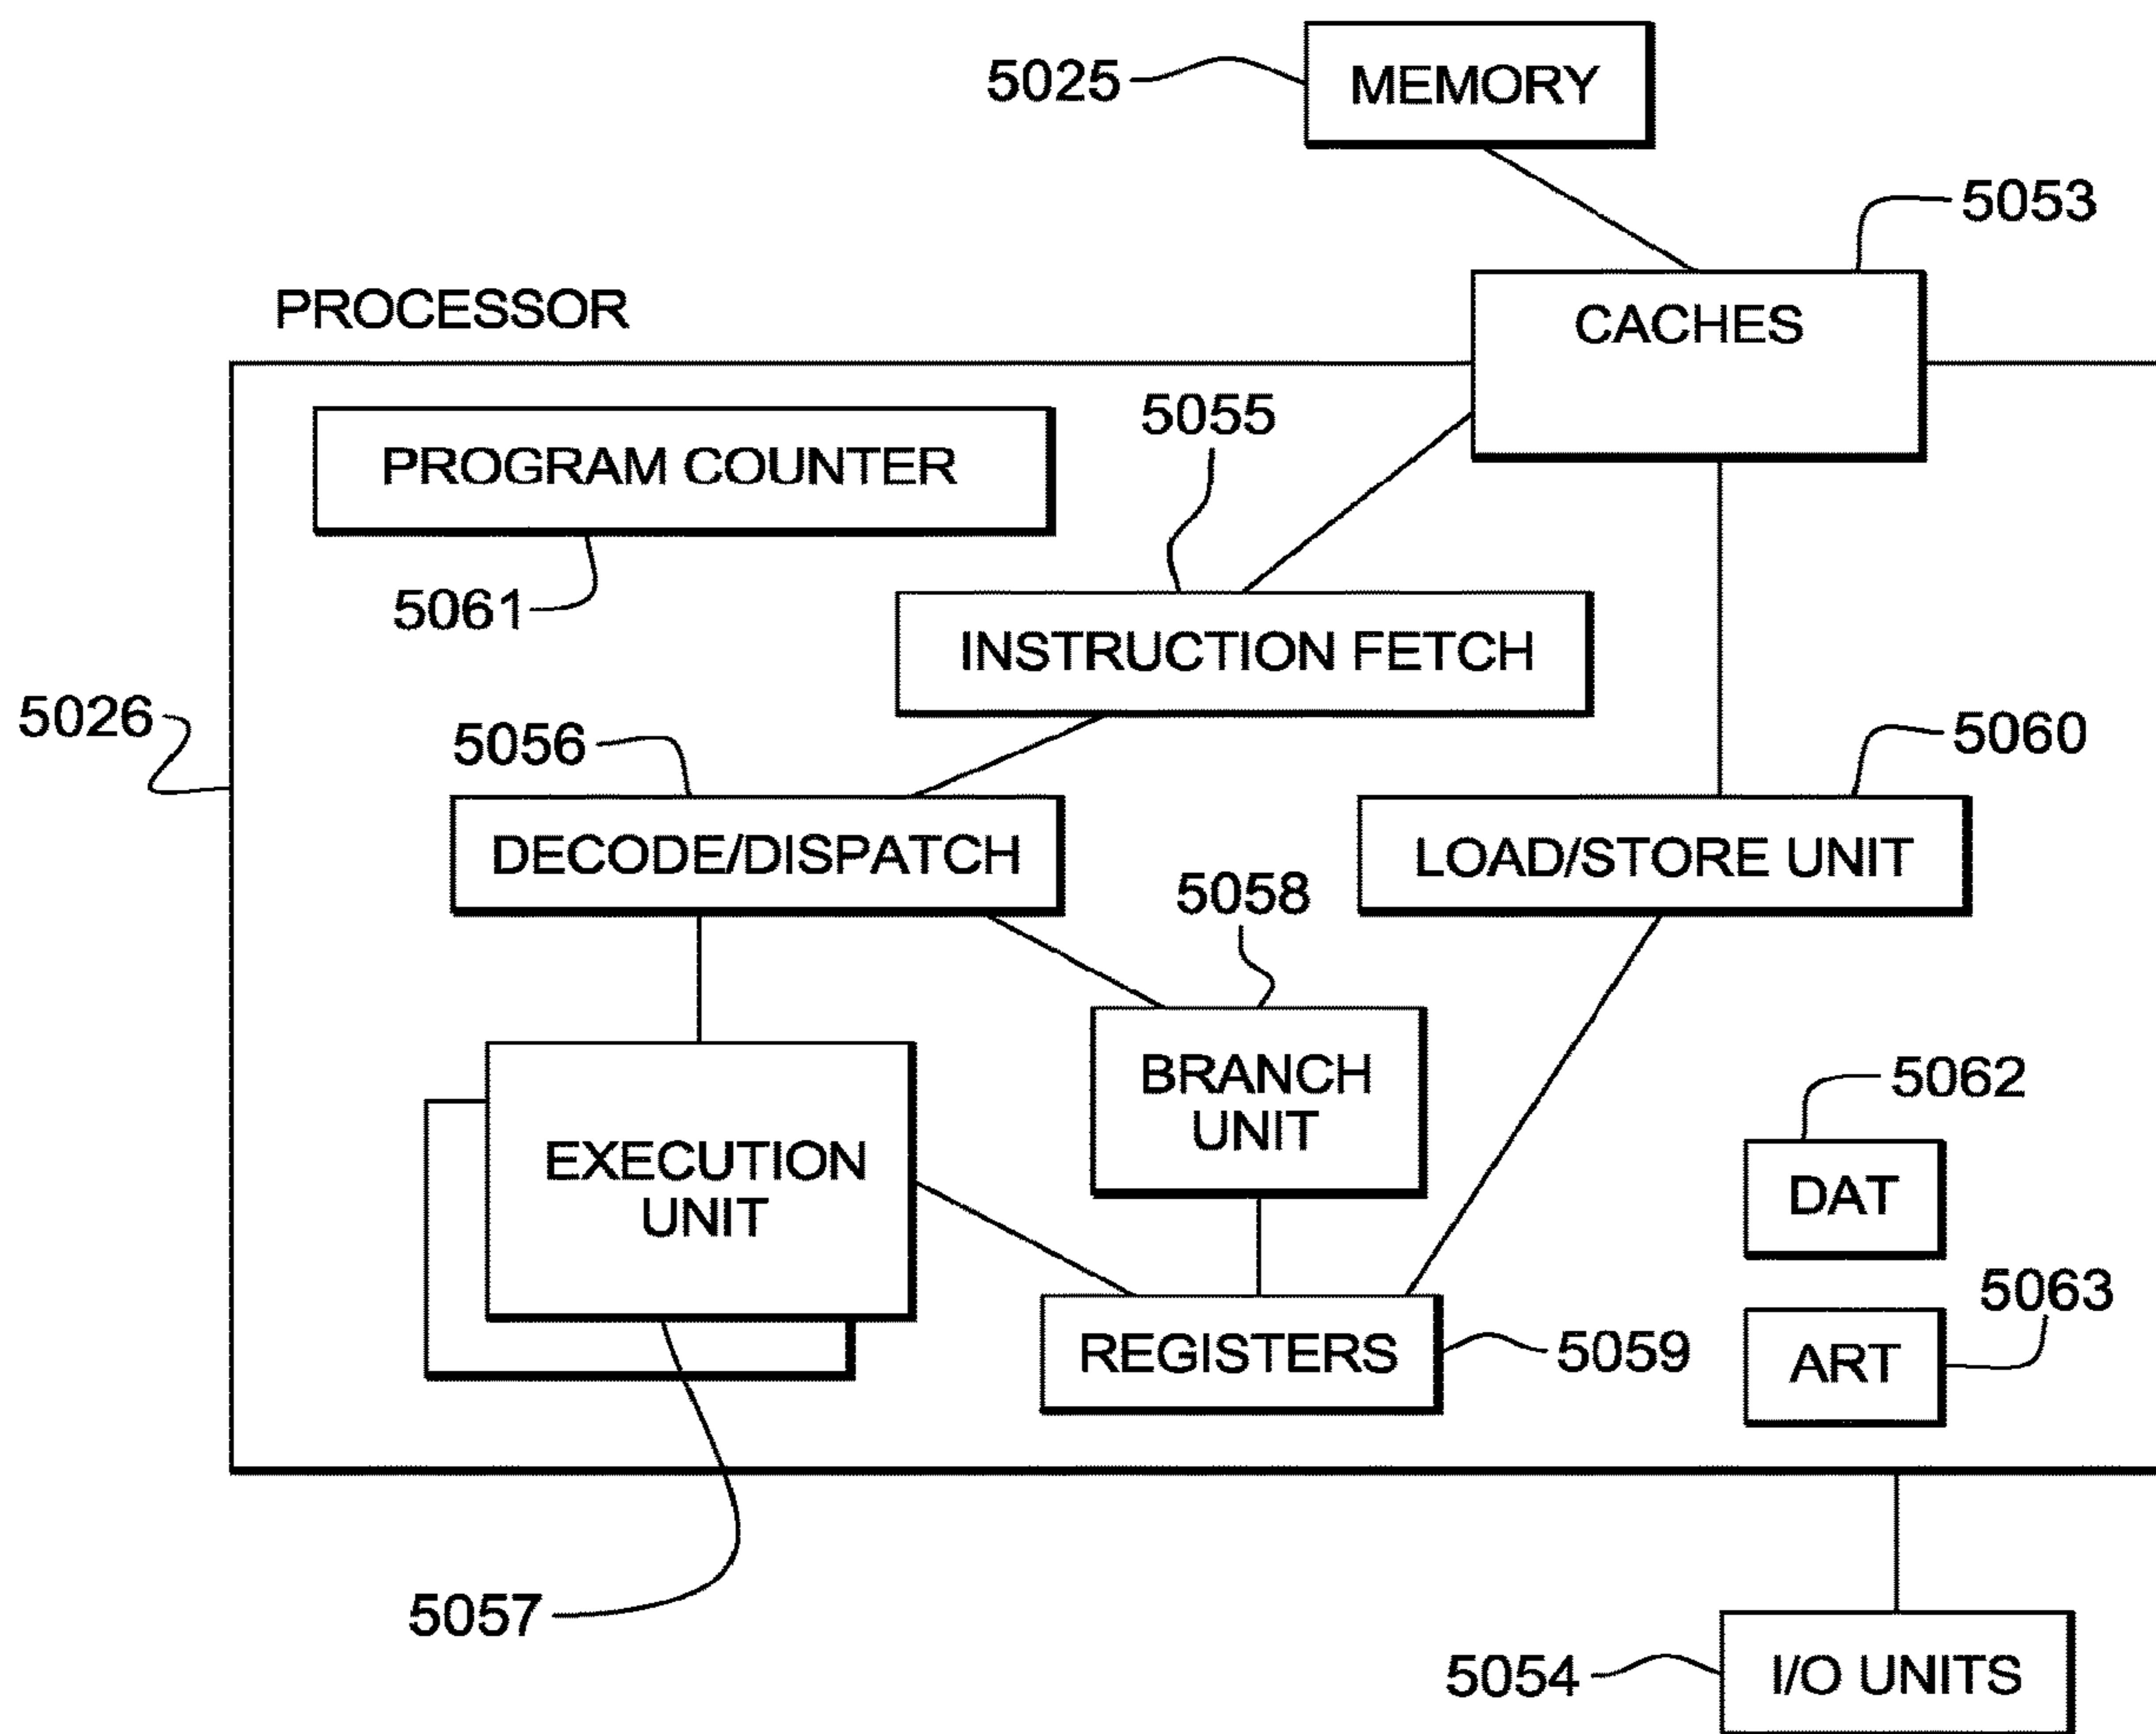 5025
MEMORY
5053
CACHES
PROCESSOR
5055
PROGRAM COUNTER
5061
INSTRUCTION FETCH
5026
5056
5060
DECODE/DISPATCH
LOAD/STORE UNIT
5058
BRANCH
UNIT
5062
EXECUTION
UNIT
DAT
5063
REGISTERS
5059
ART
5057
5054
I/O UNITS